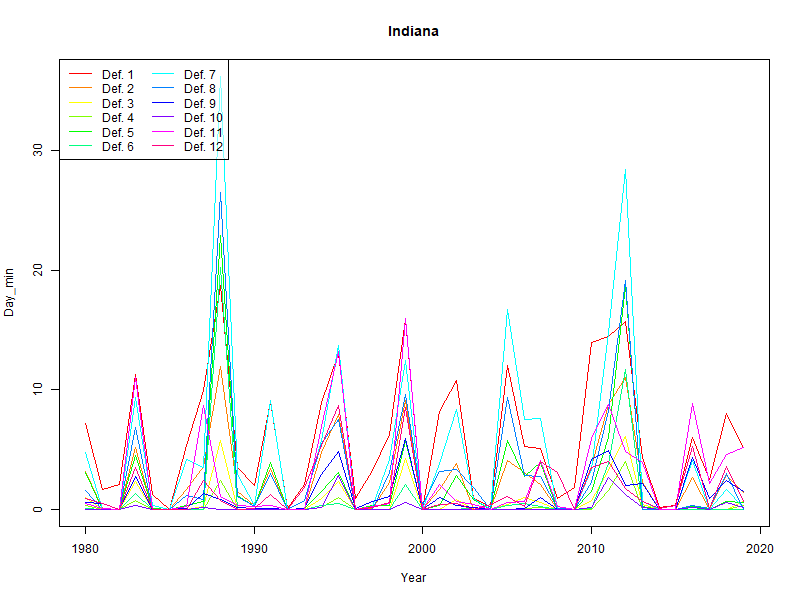 Indiana
Def. 1 Def. 7
Def. 2 Def. 8
Def. 3 Def. 9
Def. 4 Def. 10
Def. 5 Def. 11
Def. 6 Def. 12
30
20
10
0
Day_min
1980 1990 2000 2010 2020
Year